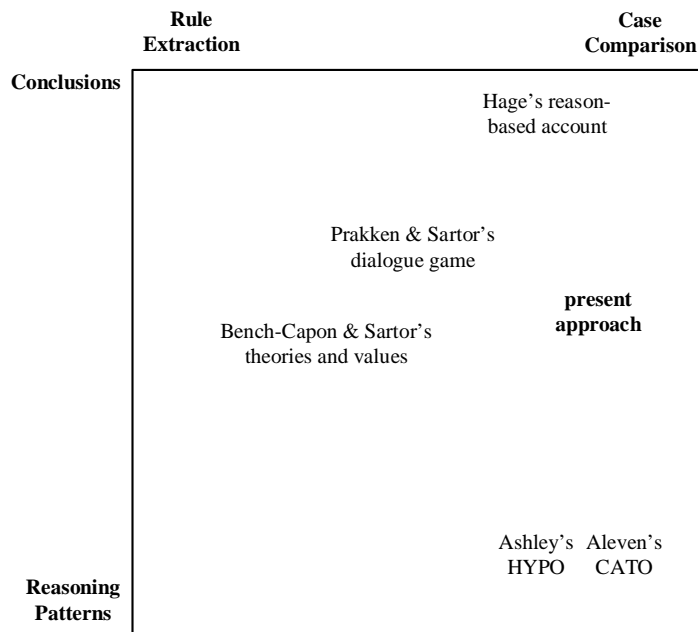 Rule
Extraction
Case
Comparison
Conclusions
Hage’s reason-
based account
Prakken & Sartor’s
dialogue game
present
approach
Bench-Capon & Sartor’s
theories and values
Ashley’s
HYPO
Aleven’s
CATO
Reasoning
Patterns